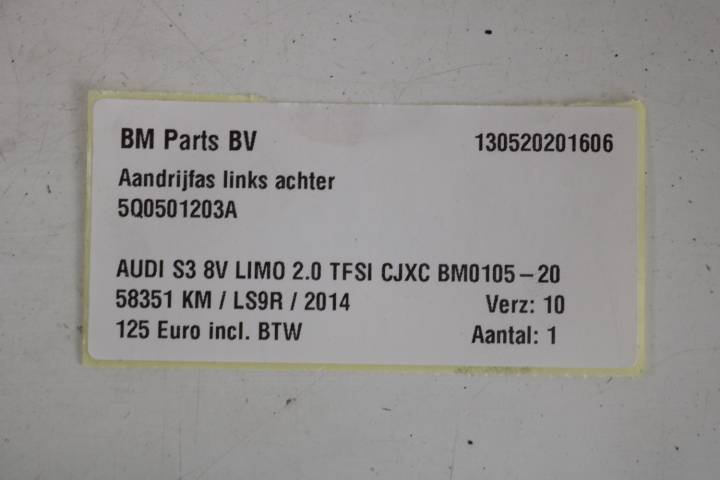 BM Parts BV 130520201606
Aandrijfas links achter
5Q0501203A
AUDI S3 8V LIMO 2.0 TFSI CJXC BM0105-20
58351 KM / LS9R / 2014 Verz: 10
125 Euro incl. BTW Aantal: 1